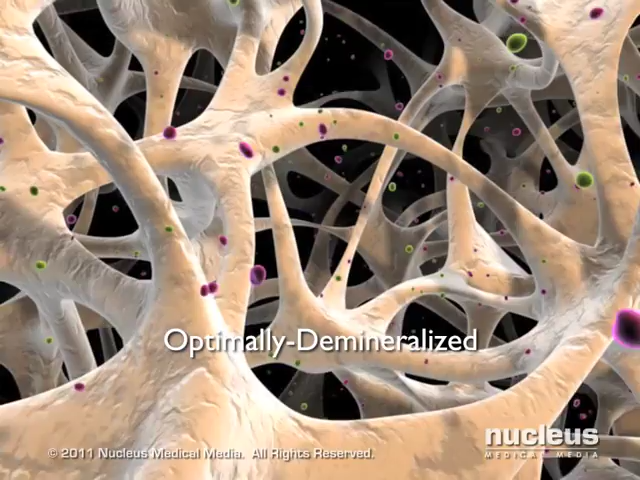 Optimally-Demineralized
nucleus
MEDICAL MEDIA
© 2011 Nucleus Medical Media. All Rights Reserved.